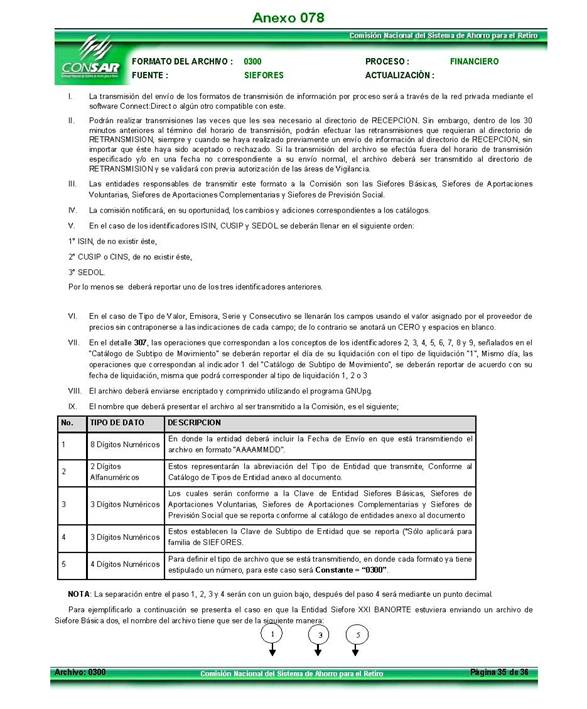 Anexo 078
Comisión Nacional del Sistema de Ahorro para el Retiro
CONSAR
FORMATO DEL ARCHIVO : 0300 PROCESO : FINANCIERO
FUENTE : SIEFORES ACTUALIZACIÓN :
I. La transmisión del envío de los formatos de transmisión de información por proceso será a través de la red privada mediante el
software Connect:Direct o algún otro compatible con este.
II. Podrán realizar transmisiones las veces que les sea necesario al directorio de RECEPCION. Sin embargo, dentro de los 30
minutos anteriores al término del horario de transmisión, podrán efectuar las retransmisiones que requieran al directorio de
RETRANSMISION, siempre y cuando se haya realizado previamente un envío de información al directorio de RECEPCION, sin
importar que éste haya sido aceptado o rechazado. Si la transmisión del archivo se efectúa fuera del horario de transmisión
especificado y/o en una fecha no correspondiente a su envío normal, el archivo deberá ser transmitido al directorio de
RETRANSMISION y se validará con previa autorización de las áreas de Vigilancia.
III. Las entidades responsables de transmitir este formato a la Comisión son las Siefores Básicas, Siefores de Aportaciones
Voluntarias, Siefores de Aportaciones Complementarias y Siefores de Previsión Social.
IV. La comisión notificará, en su oportunidad, los cambios y adiciones correspondientes a los catálogos.
V. En el caso de los identificadores ISIN, CUSIP y SEDOL se deberán llenar en el siguiente orden:
1° ISIN, de no existir éste,
2° CUSIP o CINS, de no existir éste,
3° SEDOL.
Por lo menos se deberá reportar uno de los tres identificadores anteriores.
VI. En el caso de Tipo de Valor, Emisora, Serie y Consecutivo se llenarán los campos usando el valor asignado por el proveedor de
precios sin contraponerse a las indicaciones de cada campo; de lo contrario se anotará un CERO y espacios en blanco.
VII. En el detalle 307, las operaciones que correspondan a los conceptos de los identificadores 2, 3, 4, 5, 6, 7, 8 y 9, señalados en el
"Catálogo de Subtipo de Movimiento" se deberán reportar el día de su liquidación con el tipo de liquidación "1", Mismo día, las
operaciones que correspondan al indicador 1 del "Catálogo de Subtipo de Movimiento", se deberán reportar de acuerdo con su
fecha de liquidación, misma que podrá corresponder al tipo de liquidación 1, 2 o 3
VIII. El archivo deberá enviarse encriptado y comprimido utilizando el programa GNUpg.
IX. El nombre que deberá presentar el archivo al ser transmitido a la Comisión, es el siguiente;
No. TIPO DE DATO DESCRIPCION
1 8 Dígitos Numéricos En donde la entidad deberá incluir la Fecha de Envío en que está transmitiendo el
archivo en formato "AAAAMMDD".
2 2 Dígitos Alfanuméricos Estos representarán la abreviación del Tipo de Entidad que transmite, Conforme al
Catálogo de Tipos de Entidad anexo al documento.
3 3 Dígitos Numéricos Los cuales serán conforme a la Clave de Entidad Siefores Básicas, Siefores de
Aportaciones Voluntarias, Siefores de Aportaciones Complementarias y Siefores de
Previsión Social que se reporta conforme al catálogo de entidades anexo al documento
4 3 Dígitos Numéricos Estos establecen la Clave de Subtipo de Entidad que se reporta (*Sólo aplicará para
familia de SIEFORES.
5 4 Dígitos Numéricos Para definir el tipo de archivo que se está transmitiendo, en donde cada formato ya tiene
estipulado un número, para este caso será Constante = "0300".
NOTA: La separación entre el paso 1, 2, 3 y 4 serán con un guion bajo, después del paso 4 será mediante un punto decimal.
Para ejemplificarlo a continuación se presenta el caso en que la Entidad Siefore XXI BANORTE estuviera enviando un archivo de
Siefore Básica dos, el nombre del archivo tiene que ser de la siguiente manera:
1 3 5
Archivo: 0300 Comisión Nacional del Sistema de Ahorro para el Retiro Página 35 de 36